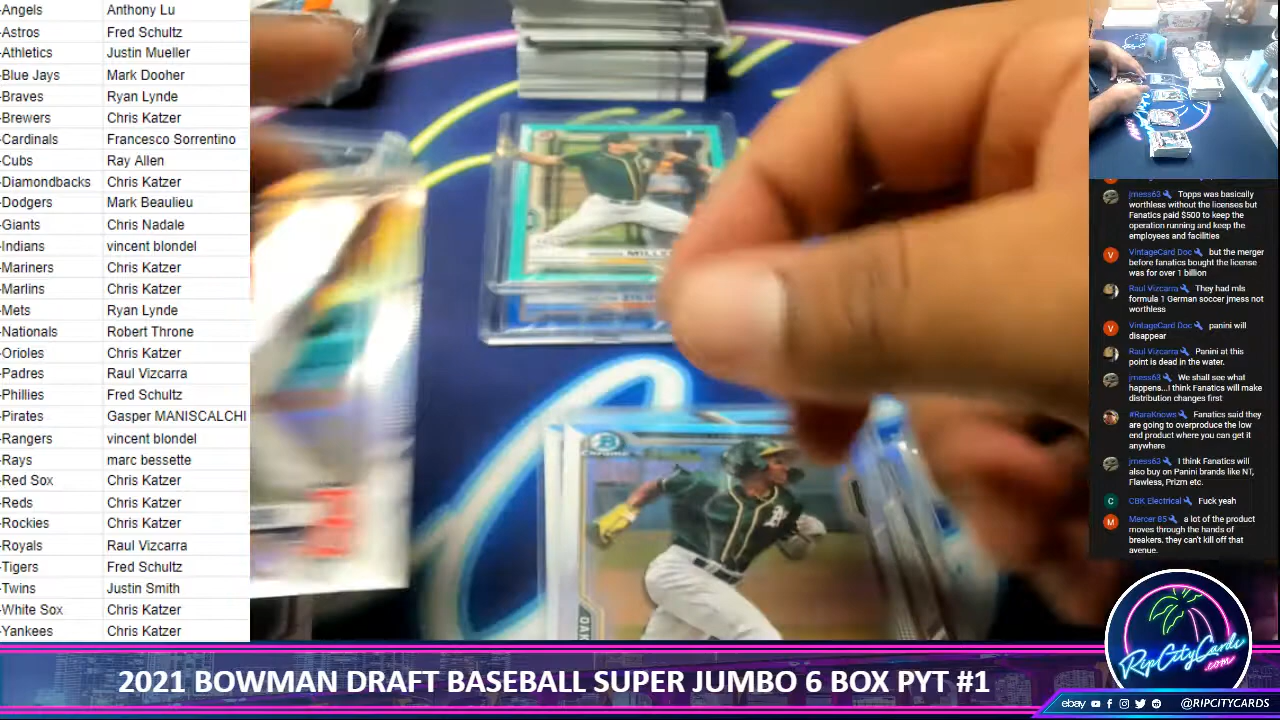 -Angels Anthony Lu
-Astros Fred Schultz
-Athletics Justin Mueller
-Blue Jays Mark Dooher
-Braves Ryan Lynde
-Brewers Chris Katzer
-Cardinals Francesco Sorrentino
-Cubs Ray Allen
-Diamondbacks Chris Katzer
-Dodgers Mark Beaulieu
-Giants Chris Nadale
-Indians vincent blondel
-Mariners Chris Katzer
-Marlins Chris Katzer
-Mets Ryan Lynde
-Nationals Robert Throne
-Orioles Chris Katzer
-Padres Raul Vizcarra
-Phillies Fred Schultz
-Pirates Gasper MANISCALCHI
-Rangers vincent blondel
-Rays marc bessette
-Red Sox Chris Katzer
-Reds Chris Katzer
-Rockies Chris Katzer
-Royals Raul Vizcarra
-Tigers Fred Schultz
-Twins Justin Smith
-White Sox Chris Katzer
-Yankees Chris Katzer
MILLE
Chrome
OAK
jmess63 Topps was basically
worthless without the licenses but
Fanatics paid $500 to keep the
operation running and keep the
employees and facilities
VintageCard Doc but the merger
before fanatics bought the license
was for over 1 billion
Raul Vizcarra They had mls
formula 1 German soccer jmess not
worthless
VintageCard Doc panini will
disappear
Raul Vizcarra Panini at this
point is dead in the water.
jmess63 We shall see what
happens...I think Fanatics will make
distribution changes first
#RaraKnows Fanatics said they
are going to overproduce the low
end product where you can get it
anywhere
jmess63 I think Fanatics will
also buy on Panini brands like NT,
Flawless, Prizm etc.
CBK Electrical Fuck yeah
Mercer 85 a lot of the product
moves through the hands of
breakers. they can't kill off that
avenue.
RipCityCards
.com
2021 BOWMAN DRAFT BASEBALL SUPER JUMBO 6 BOX PYT #1
ebay @RIPCITYCARDS